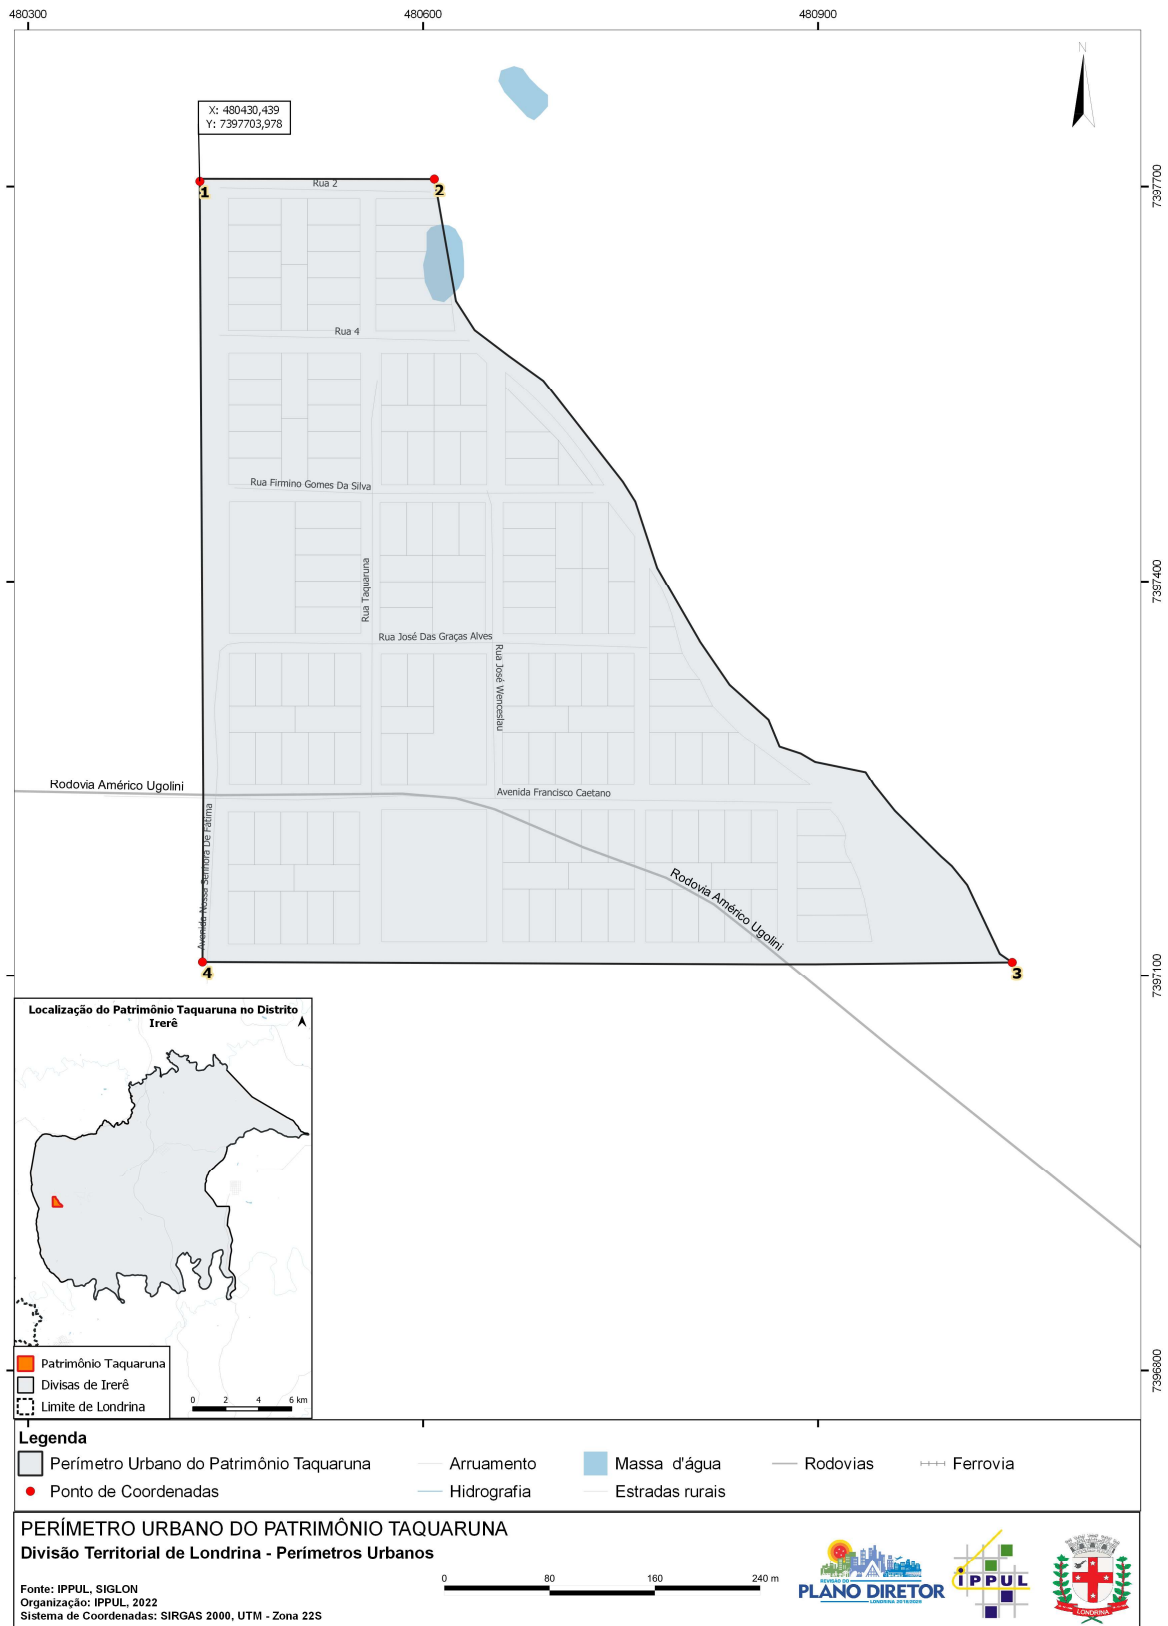 480300
480600
480900
N
X: 480430,439
Y: 7397703,978
1
Rua 2
2
7397700
Rua 4
Rua Firmino Gomes Da Silva
Rua Taquaruna
7397400
Rua José Das Graças Alves
Rua José Wenceslau
Rodovia Américo Ugolini
Avenida Francisco Caetano
Avenida Nossa Senhora De Fátima
Rodovia Américo Ugolini
4
3
7397100
Localização do Patrimônio Taquaruna no Distrito
Irerê
Patrimônio Taquaruna
Divisas de Irerê
Limite de Londrina
0 2 4 6 km
7396800
Legenda
Perímetro Urbano do Patrimônio Taquaruna
Arruamento
Massa d'água
Rodovias
Ferrovia
Ponto de Coordenadas
Hidrografia
Estradas rurais
PERÍMETRO URBANO DO PATRIMÔNIO TAQUARUNA
Divisão Territorial de Londrina - Perímetros Urbanos
Fonte: IPPUL, SIGLON
Organização: IPPUL, 2022
Sistema de Coordenadas: SIRGAS 2000, UTM - Zona 22S
0 80 160 240 m
REVISÃO DO
PLANO DIRETOR
LONDRINA 2018/2028
IPPUL
LONDRINA